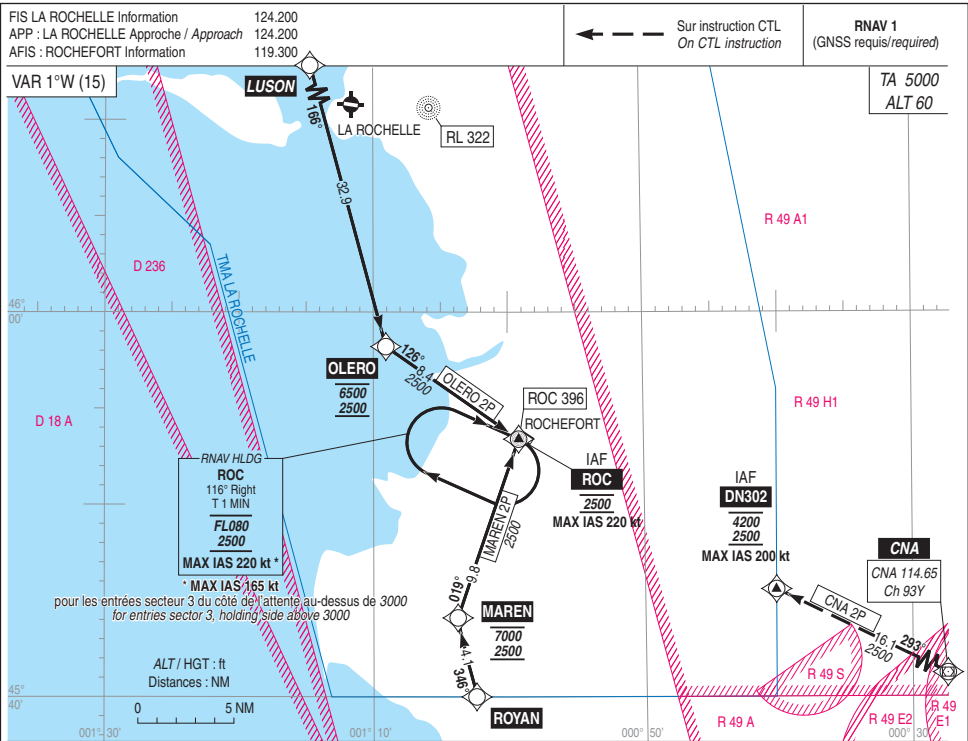 FIS LA ROCHELLE Information 124.200
APP : LA ROCHELLE Approche / Approach 124.200
AFIS : ROCHEFORT Information 119.300
Sur instruction CTL
On CTL instruction
RNAV 1
(GNSS requis/required)
VAR 1°W (15)
TA 5000
ALT 60
LUSON
166°
LA ROCHELLE
RL 322
32.9
R 49 A1
D 236
TMA LA ROCHELLE
46°
00'
OLERO
6500
2500
126°
8.4
2500
OLERO 2P
ROC 396
ROCHEFORT
D 18 A
R 49 H1
RNAV HLDG
ROC
116° Right
T 1 MIN
FL080
2500
MAX IAS 220 kt *
* MAX IAS 165 kt
pour les entrées secteur 3 du côté de l'attente au-dessus de 3000
for entries sector 3, holding side above 3000
IAF
ROC
2500
MAX IAS 220 kt
IAF
DN302
4200
2500
MAX IAS 200 kt
MAREN 2P
2500
9.8
019°
MAREN
7000
2500
4.1
346°
ROYAN
CNA
CNA 114.65
Ch 93Y
CNA 2P
16.1
2500
293°
ALT / HGT : ft
Distances : NM
0 5 NM
R 49 S
R 49 A
R 49 E2
R 49
E1
45°
40'
001° 30'
001° 10'
000° 50'
000° 30'